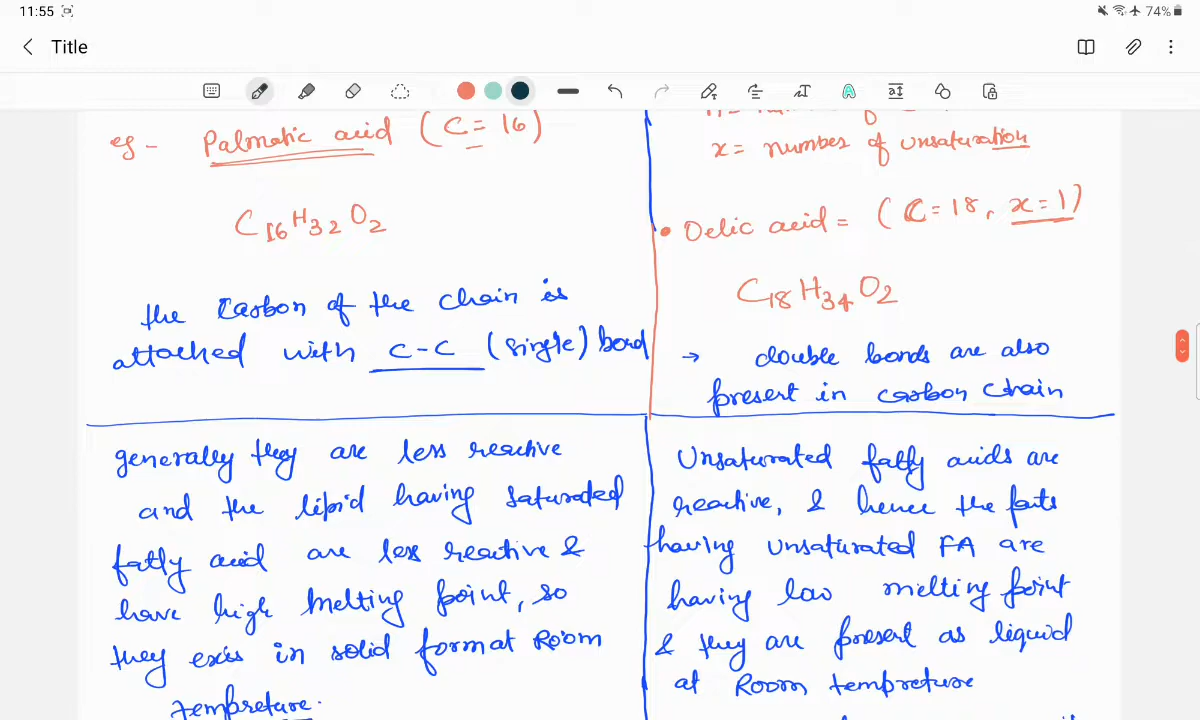 11:55
74%
Title
eg - Palmatic acid (C = 16)
C16H32O2
the Carbon of the chain is
attached with C-C (single) bond
generally they are less reactive
and the lipid having saturated
fatty acid are less reactive &
have high melting point, so
they exis in solid format Room
tempreture.
x = number of unsaturation
• Oelic acid = (C = 18, x = 1)
C18H34O2
→ double bonds are also
present in carbon chain
Unsaturated fatty acids are
reactive, & hence the fats
having unsaturated FA are
having low melting point
& they are present as liquid
at Room tempreture